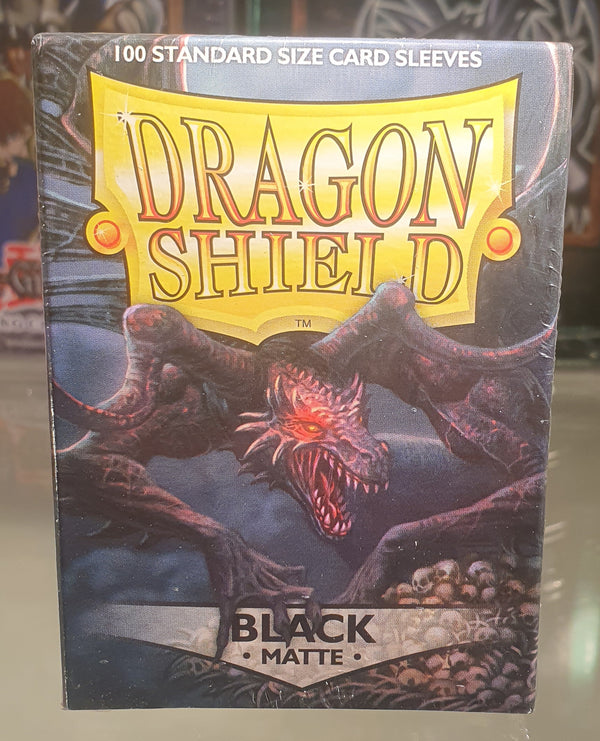 100 STANDARD SIZE CARD SLEEVES
DRAGON
SHIELD
TM
BLACK
• MATTE •